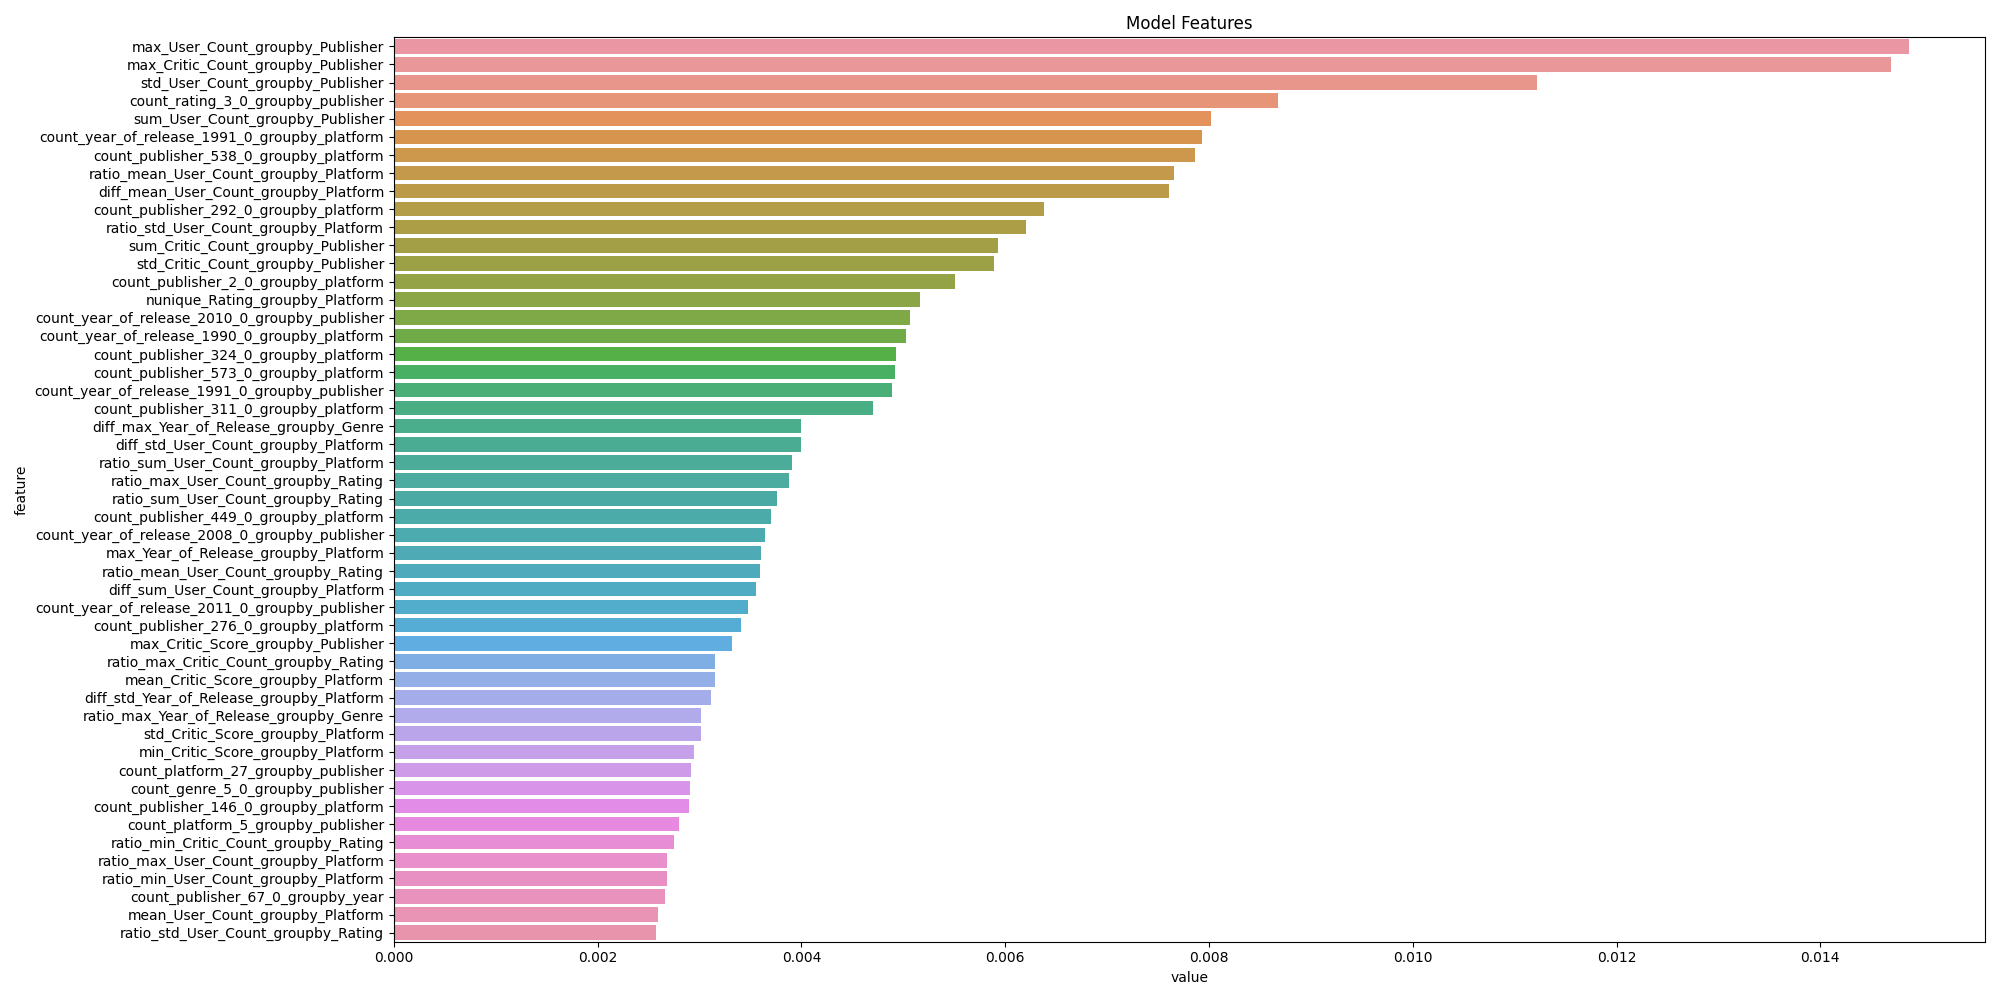 Model Features
feature
max_User_Count_groupby_Publisher
max_Critic_Count_groupby_Publisher
std_User_Count_groupby_Publisher
count_rating_3_0_groupby_publisher
sum_User_Count_groupby_Publisher
count_year_of_release_1991_0_groupby_platform
count_publisher_538_0_groupby_platform
ratio_mean_User_Count_groupby_Platform
diff_mean_User_Count_groupby_Platform
count_publisher_292_0_groupby_platform
ratio_std_User_Count_groupby_Platform
sum_Critic_Count_groupby_Publisher
std_Critic_Count_groupby_Publisher
count_publisher_2_0_groupby_platform
nunique_Rating_groupby_Platform
count_year_of_release_2010_0_groupby_publisher
count_year_of_release_1990_0_groupby_platform
count_publisher_324_0_groupby_platform
count_publisher_573_0_groupby_platform
count_year_of_release_1991_0_groupby_publisher
count_publisher_311_0_groupby_platform
diff_max_Year_of_Release_groupby_Genre
diff_std_User_Count_groupby_Platform
ratio_sum_User_Count_groupby_Platform
ratio_max_User_Count_groupby_Rating
ratio_sum_User_Count_groupby_Rating
count_publisher_449_0_groupby_platform
count_year_of_release_2008_0_groupby_publisher
max_Year_of_Release_groupby_Platform
ratio_mean_User_Count_groupby_Rating
diff_sum_User_Count_groupby_Platform
count_year_of_release_2011_0_groupby_publisher
count_publisher_276_0_groupby_platform
max_Critic_Score_groupby_Publisher
ratio_max_Critic_Count_groupby_Rating
mean_Critic_Score_groupby_Platform
diff_std_Year_of_Release_groupby_Platform
ratio_max_Year_of_Release_groupby_Genre
std_Critic_Score_groupby_Platform
min_Critic_Score_groupby_Platform
count_platform_27_groupby_publisher
count_genre_5_0_groupby_publisher
count_publisher_146_0_groupby_platform
count_platform_5_groupby_publisher
ratio_min_Critic_Count_groupby_Rating
ratio_max_User_Count_groupby_Platform
ratio_min_User_Count_groupby_Platform
count_publisher_67_0_groupby_year
mean_User_Count_groupby_Platform
ratio_std_User_Count_groupby_Rating
0.000 0.002 0.004 0.006 0.008 0.010 0.012 0.014
value